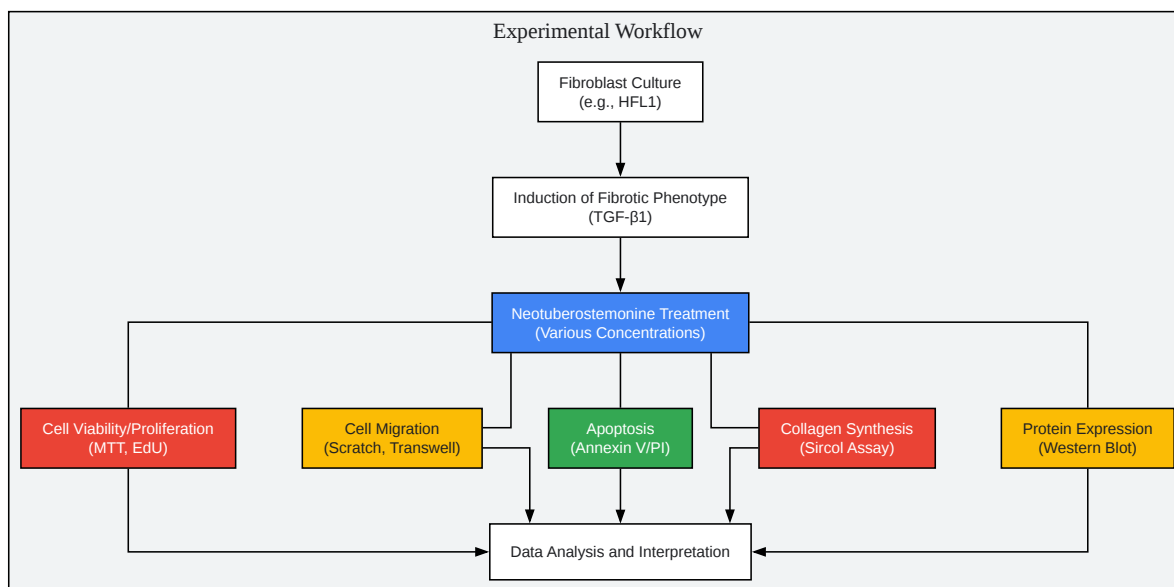 Experimental Workflow
Fibroblast Culture
(e.g., HFL1)
Induction of Fibrotic Phenotype
(TGF-β1)
Neotuberostemonine Treatment
(Various Concentrations)
Cell Viability/Proliferation
(MTT, EdU)
Cell Migration
(Scratch, Transwell)
Apoptosis
(Annexin V/PI)
Collagen Synthesis
(Sircol Assay)
Protein Expression
(Western Blot)
Data Analysis and Interpretation